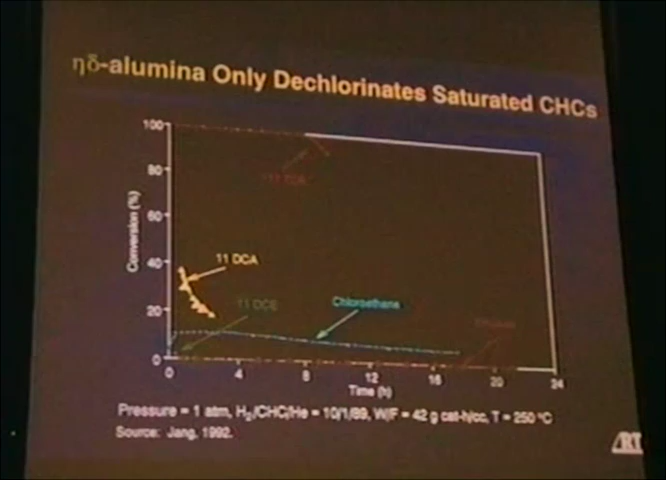 ηδ-alumina Only Dechlorinates Saturated CHCs
100
80
60
40
20
0
Conversion (%)
11 DCA
11 DCE
Chloroethane
0 4 8 12 16 20 24
Time (h)
Pressure = 1 atm, H₂/CHC/He = 10/1/89, W/F = 42 g cat-h/cc, T = 250 °C
Source: Jang, 1992.